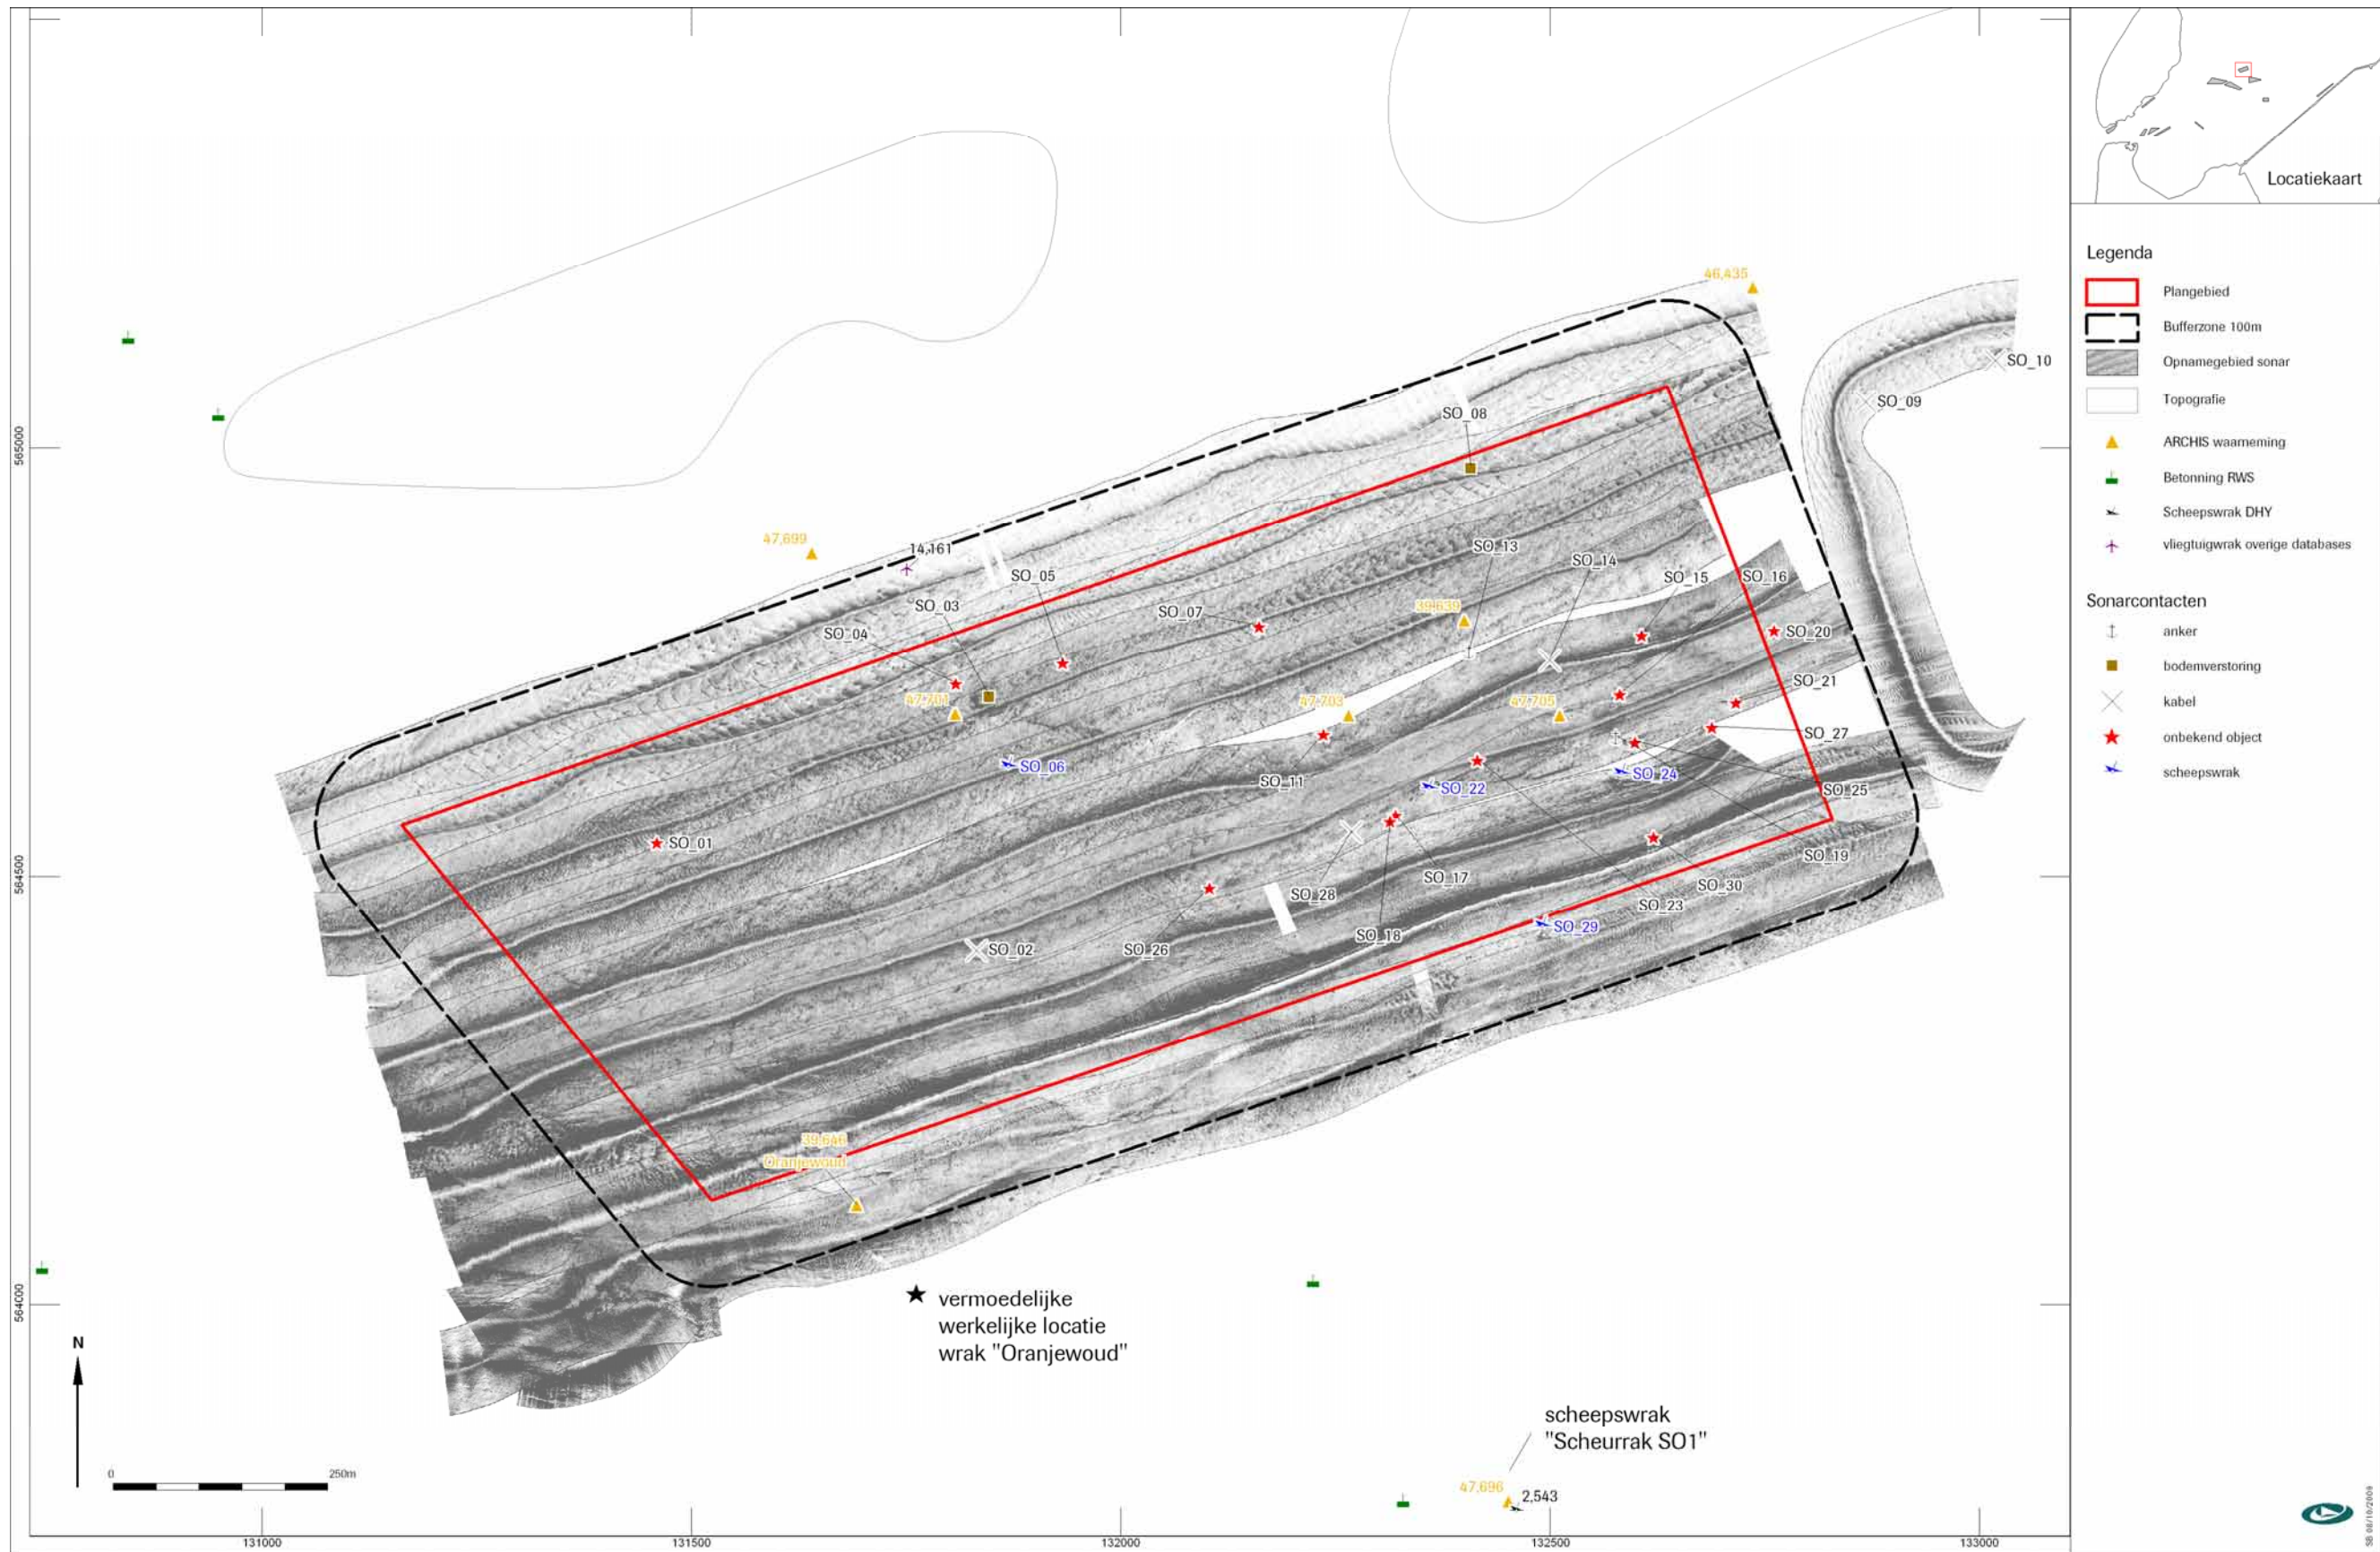 46,435
SO_10
SO_09
SO_08
47,699
14,161
SO_13
SO_14
SO_05
SO_15
SO_16
SO_03
SO_07
39,639
SO_04
SO_20
47,701
47,703
47,705
SO_21
SO_27
SO_06
SO_24
SO_11
SO_22
SO_25
SO_01
SO_19
SO_17
SO_30
SO_28
SO_23
SO_29
SO_18
SO_02
SO_26
39,646
Oranjewoud
vermoedelijke
werkelijke locatie
wrak "Oranjewoud"
scheepswrak
"Scheurrak SO1"
47,696
2,543
N
0
250m
565000
564500
564000
131000
131500
132000
132500
133000
Locatiekaart
Legenda
Plangebied
Bufferzone 100m
Opnamegebied sonar
Topografie
ARCHIS waarneming
Betonning RWS
Scheepswrak DHY
vliegtuigwrak overige databases
Sonarcontacten
anker
bodenverstoring
kabel
onbekend object
scheepswrak